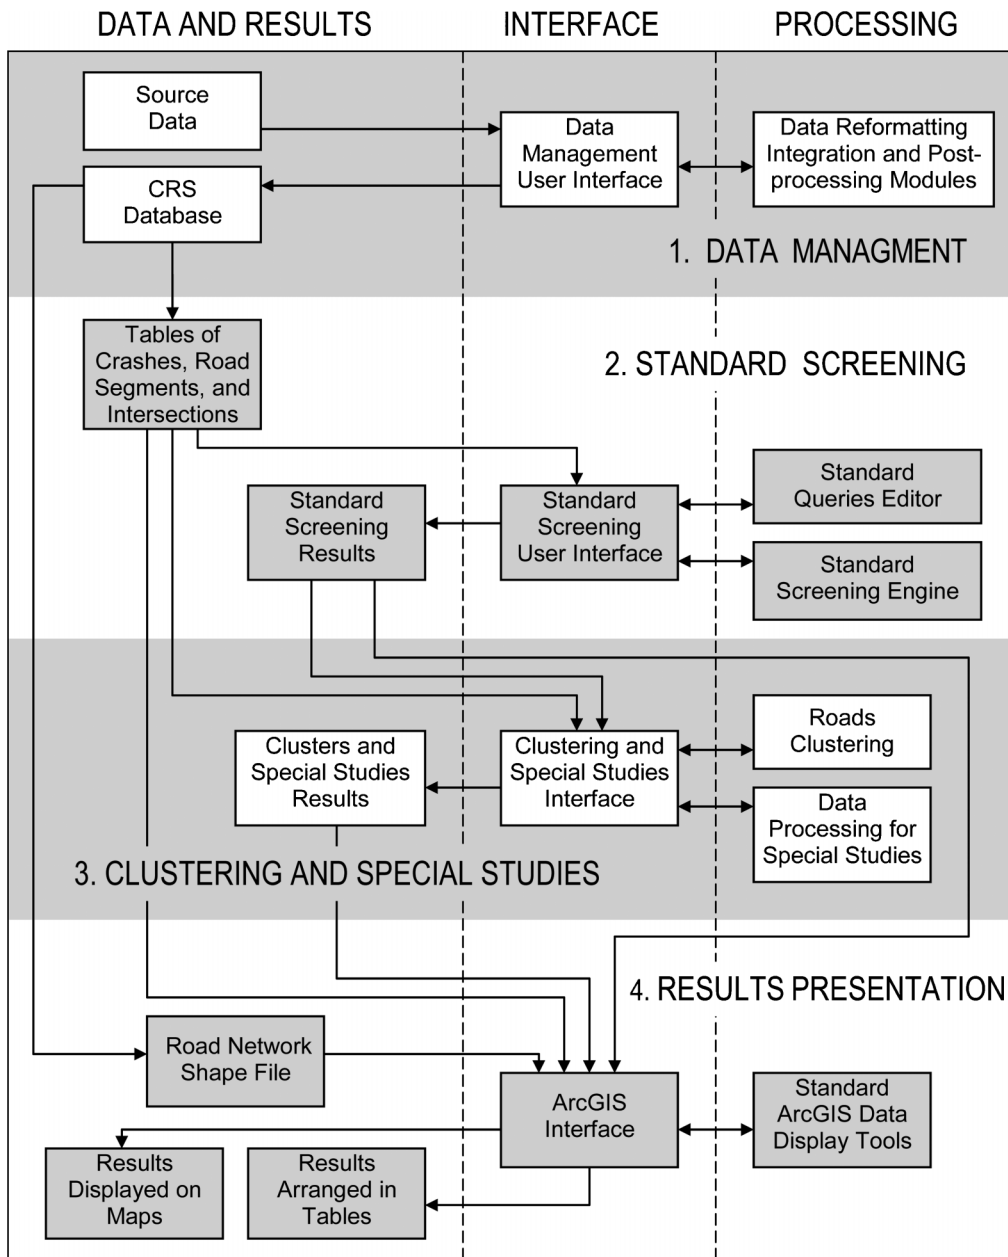 DATA AND RESULTS
INTERFACE
PROCESSING
Source
Data
Data
Management
User Interface
Data Reformatting
Integration and Post-
processing Modules
CRS
Database
1. DATA MANAGMENT
Tables of
Crashes, Road
Segments, and
Intersections
2. STANDARD SCREENING
Standard
Screening
Results
Standard
Screening
User Interface
Standard
Queries Editor
Standard
Screening Engine
Clusters and
Special Studies
Results
Clustering and
Special Studies
Interface
Roads
Clustering
Data
Processing for
Special Studies
3. CLUSTERING AND SPECIAL STUDIES
4. RESULTS PRESENTATION
Road Network
Shape File
ArcGIS
Interface
Standard
ArcGIS Data
Display Tools
Results
Displayed on
Maps
Results
Arranged in
Tables